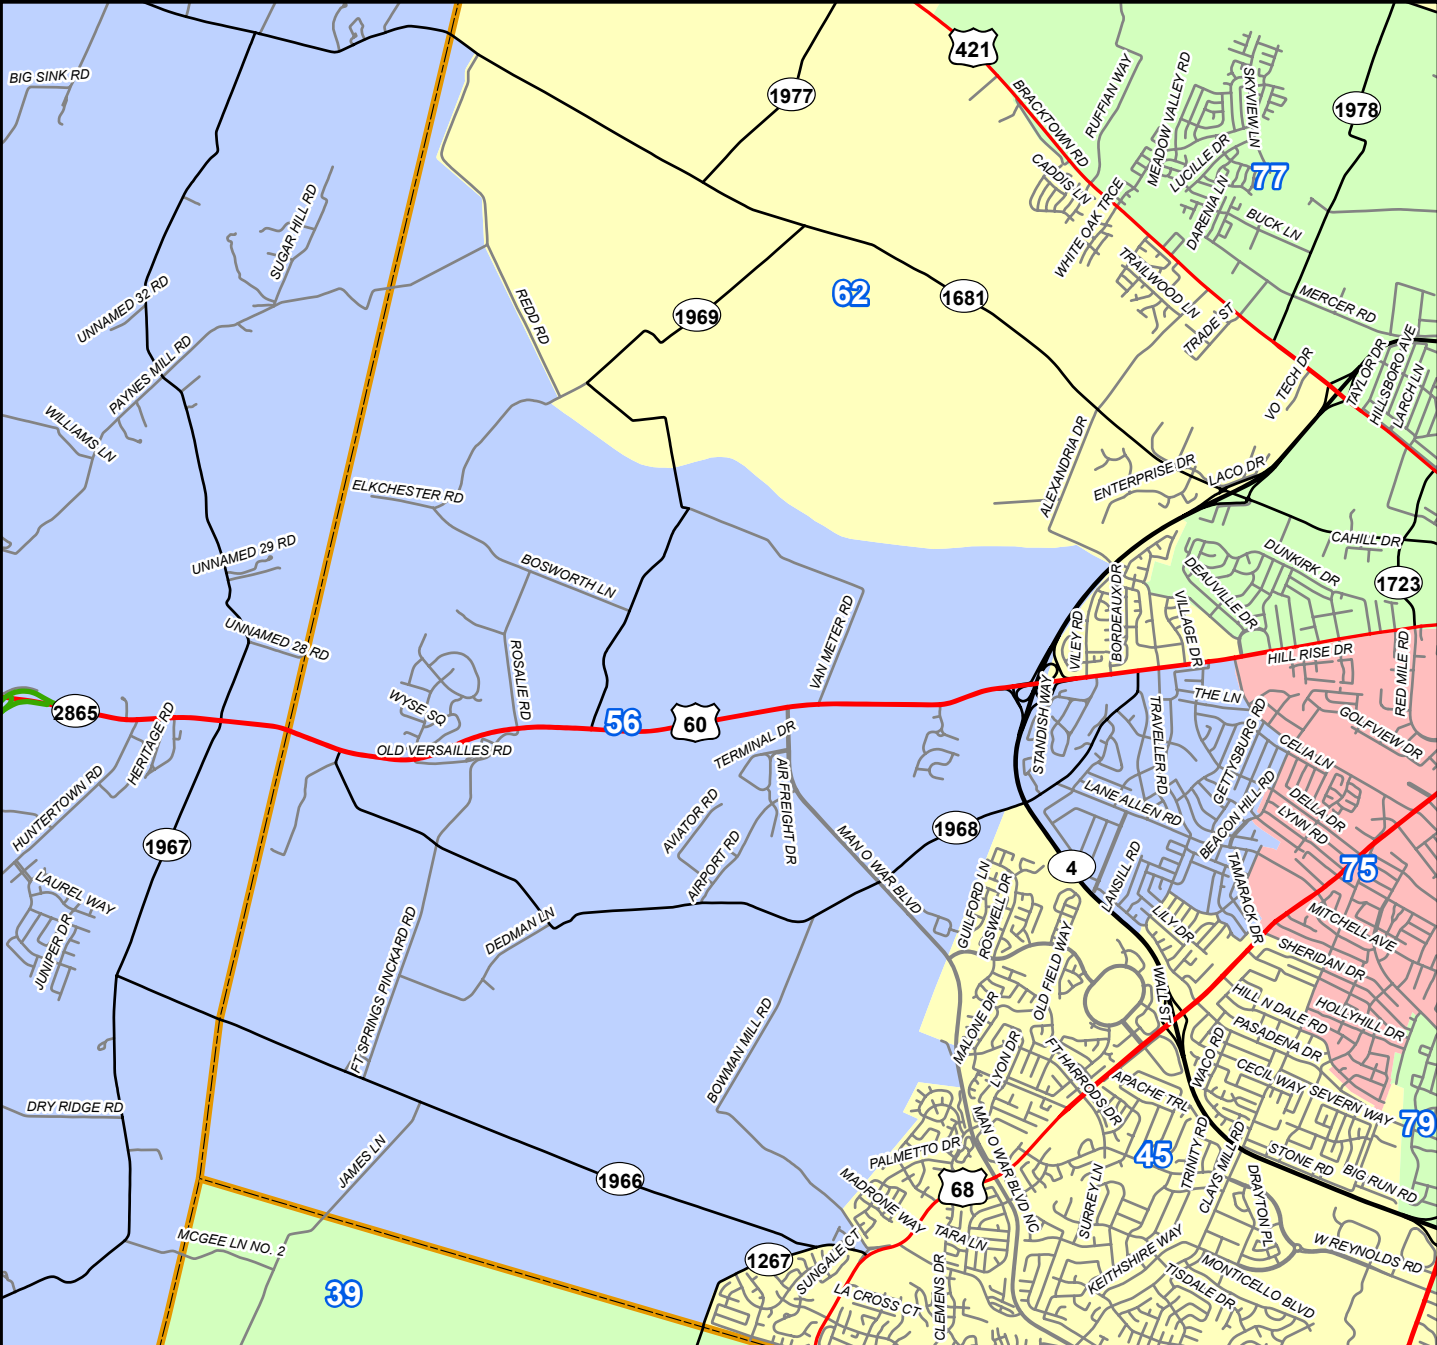 421
BIG SINK RD
1977
BRACKTOWN RD
RUFFIAN WAY
MEADOW VALLEY RD
SKYVIEW LN
1978
LUCILLE DR
CADDIS LN
77
WHITE OAK TRCE
DARENIA LN
BUCK LN
SUGAR HILL RD
UNNAMED 32 RD
REDD RD
62
1681
1969
TRAILWOOD LN
MERCER RD
TRADE ST
PAYNES MILL RD
VO TECH DR
TAYLOR DR
HILLSBORO AVE
LARCH LN
WILLIAMS LN
ALEXANDRIA DR
ENTERPRISE DR
LACO DR
ELKCHESTER RD
CAHILL DR
UNNAMED 29 RD
BOSWORTH LN
DUNKIRK DR
DEAUVILLE DR
1723
BORDEAUX DR
VILLAGE DR
VILEY RD
VAN METER RD
UNNAMED 28 RD
ROSALIE RD
HILL RISE DR
RED MILE RD
2865
HERITAGE RD
WYSE SQ
56
60
STANDISH WAY
TRAVELLER RD
THE LN
GETTYSBURG RD
GOLFVIEW DR
OLD VERSAILLES RD
TERMINAL DR
CELIA LN
AIR FREIGHT DR
HUNTERTOWN RD
AVIATOR RD
LANE ALLEN RD
BEACON HILL RD
DELLA DR
LYNN RD
1967
AIRPORT RD
MAN O WAR BLVD
1968
4
LANSILL RD
TAMARACK DR
75
LAUREL WAY
JUNIPER DR
DEDMAN LN
GUILFORD LN
ROSWELL DR
OLD FIELD WAY
LILY DR
MITCHELL AVE
SHERIDAN DR
FT SPRINGS PINCKARD RD
WALL ST
HILL N DALE RD
HOLLYHILL DR
MALONE DR
BOWMAN MILL RD
LYON DR
FT HARRODS DR
WACO RD
PASADENA DR
CECIL WAY
SEVERN WAY
APACHE TRL
DRY RIDGE RD
79
MAN O WAR BLVD NC
45
TRINITY RD
CLAYS MILL RD
JAMES LN
PALMETTO DR
STONE RD
BIG RUN RD
1966
68
MADRONE WAY
SURREY LN
DRAYTON PL
MCGEE LN NO. 2
TARA LN
W REYNOLDS RD
1267
SUNGALE CT
KEITHSHIRE WAY
MONTICELLO BLVD
TISDALE DR
39
LA CROSS CT
CLEMENS DR